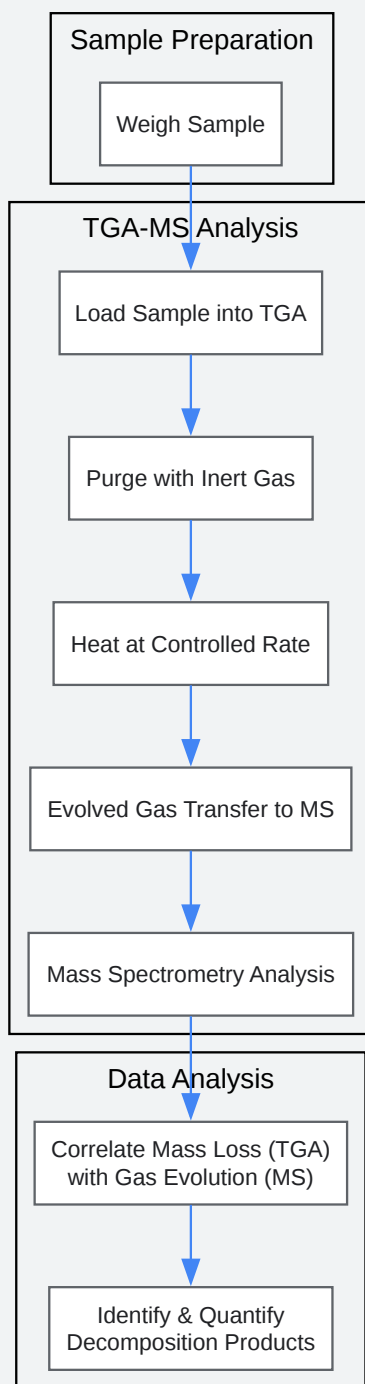 Sample Preparation
Weigh Sample
TGA-MS Analysis
Load Sample into TGA
Purge with Inert Gas
Heat at Controlled Rate
Evolved Gas Transfer to MS
Mass Spectrometry Analysis
Data Analysis
Correlate Mass Loss (TGA)
with Gas Evolution (MS)
Identify & Quantify
Decomposition Products